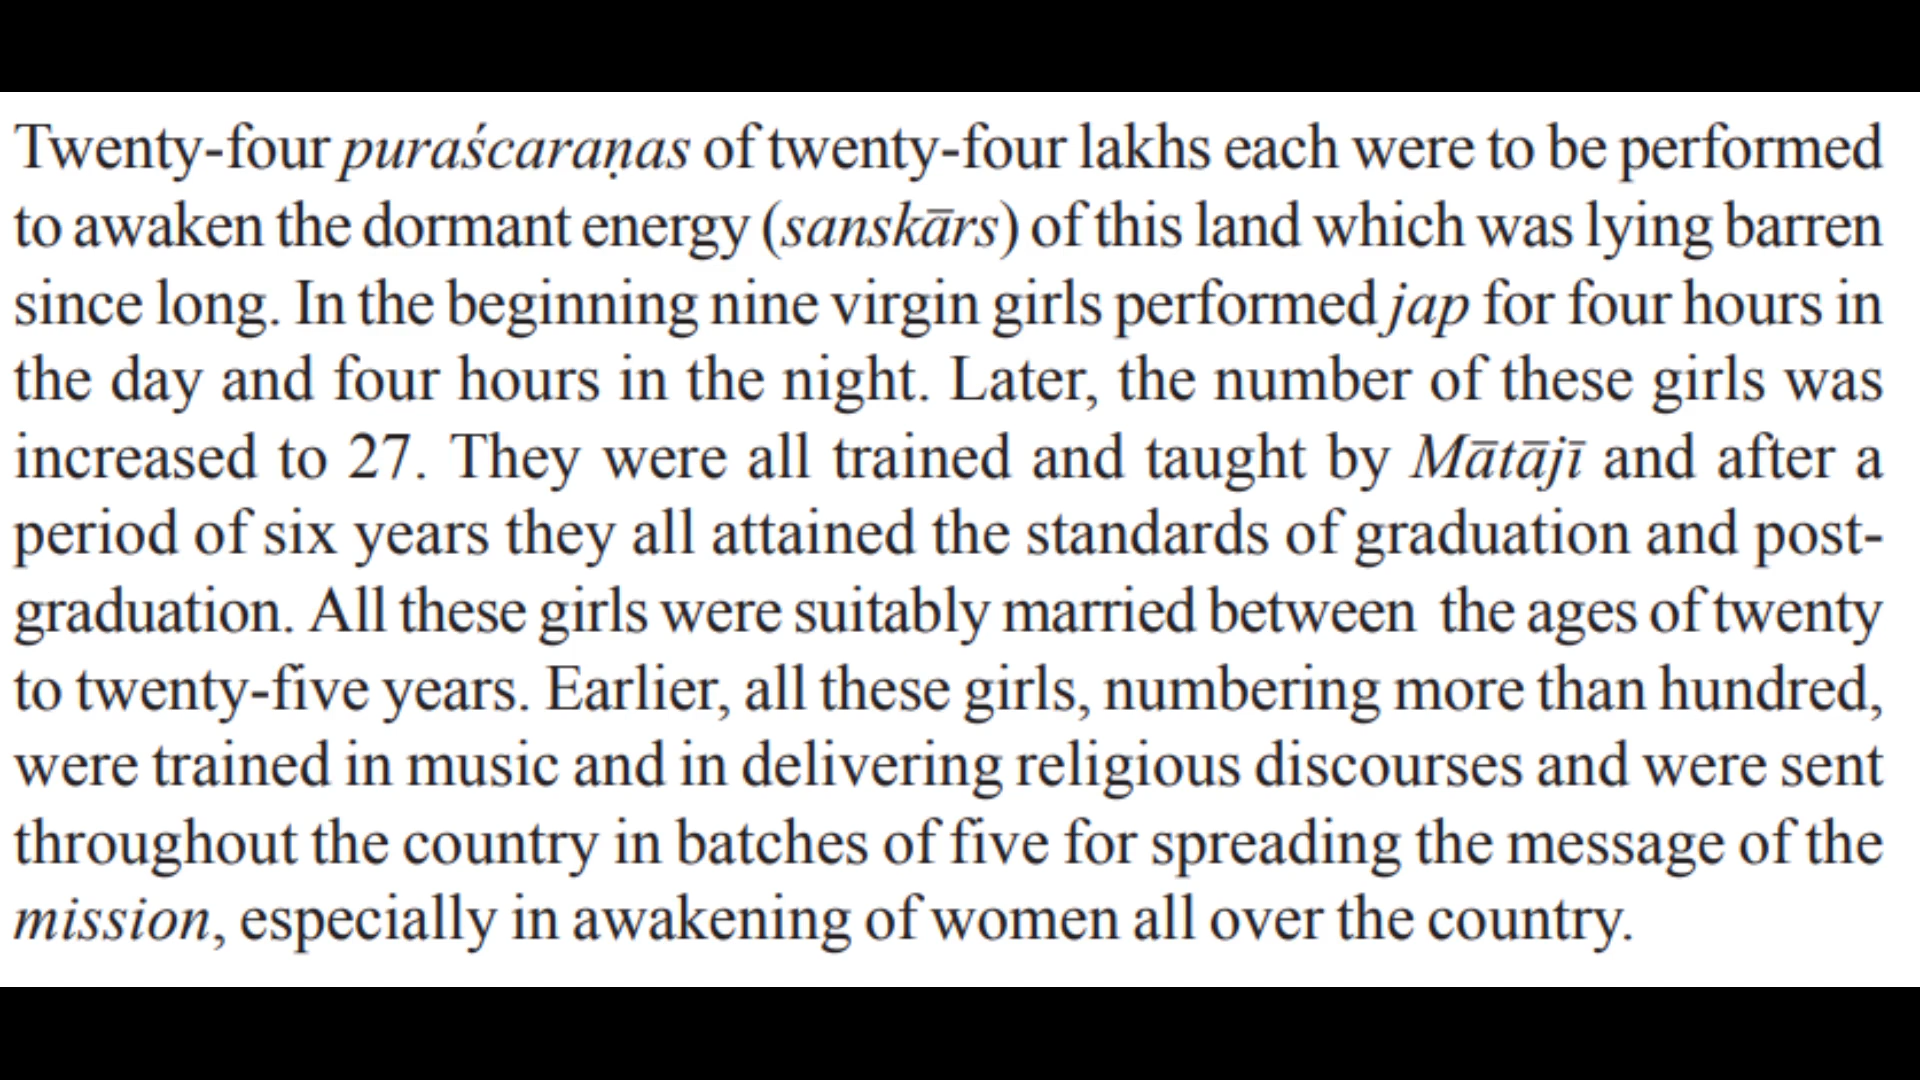 Twenty-four puraścaraṇas of twenty-four lakhs each were to be performed
to awaken the dormant energy (sanskārs) of this land which was lying barren
since long. In the beginning nine virgin girls performed jap for four hours in
the day and four hours in the night. Later, the number of these girls was
increased to 27. They were all trained and taught by Mātājī and after a
period of six years they all attained the standards of graduation and post-
graduation. All these girls were suitably married between the ages of twenty
to twenty-five years. Earlier, all these girls, numbering more than hundred,
were trained in music and in delivering religious discourses and were sent
throughout the country in batches of five for spreading the message of the
mission, especially in awakening of women all over the country.